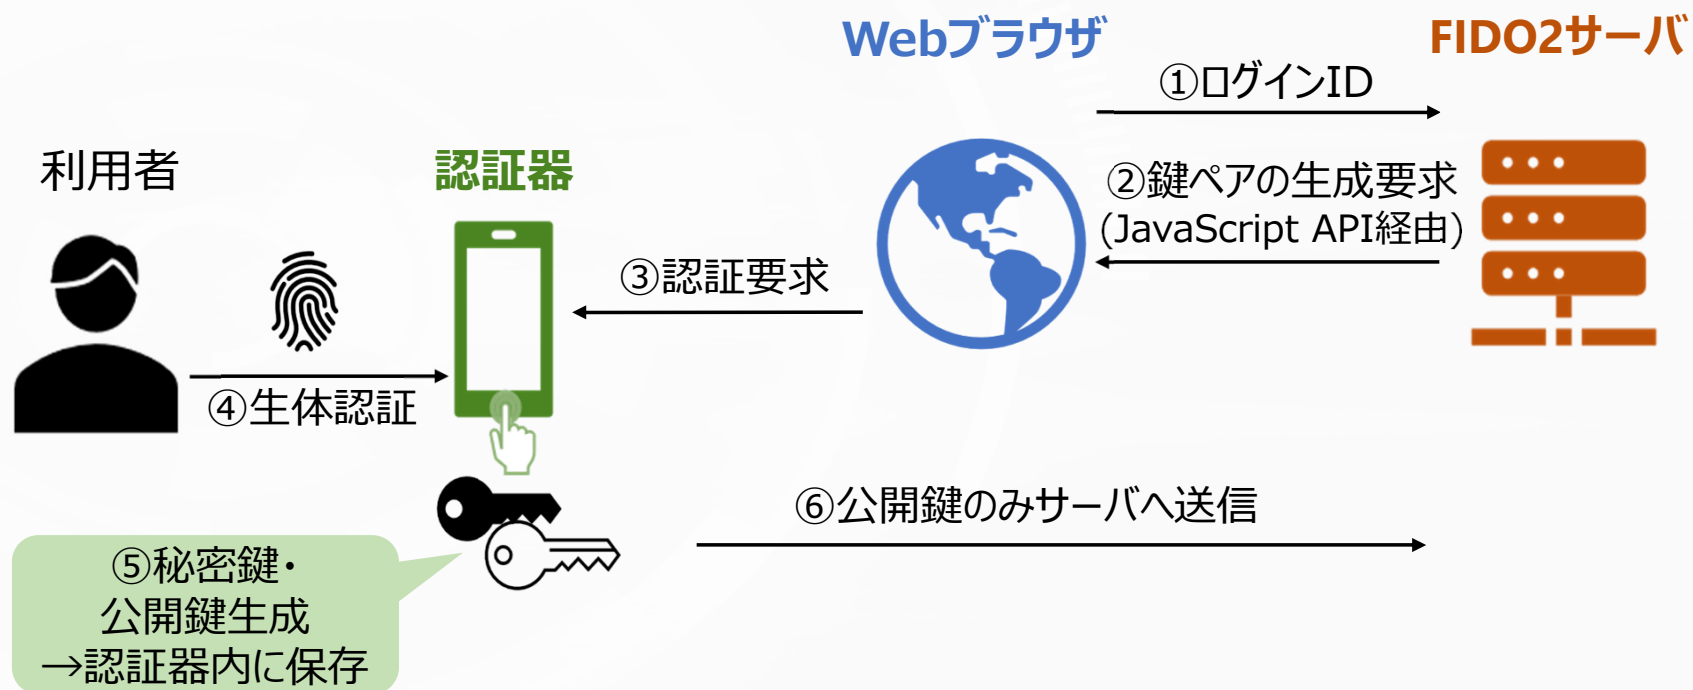 Webブラウザ
FIDO2サーバ
①ログインID
利用者
認証器
②鍵ペアの生成要求
(JavaScript API経由)
③認証要求
④生体認証
⑥公開鍵のみサーバへ送信
⑤秘密鍵・
公開鍵生成
→認証器内に保存